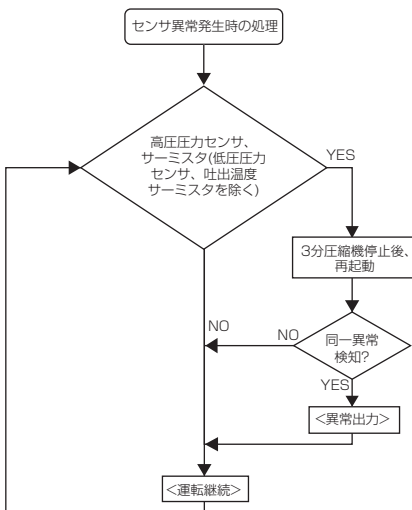 センサ異常発生時の処理
高圧圧力センサ、
サーミスタ(低圧圧力
センサ、吐出温度
サーミスタを除く)
YES
3分圧縮機停止後、
再起動
NO
NO
同一異常
検知?
YES
<異常出力>
<運転継続>